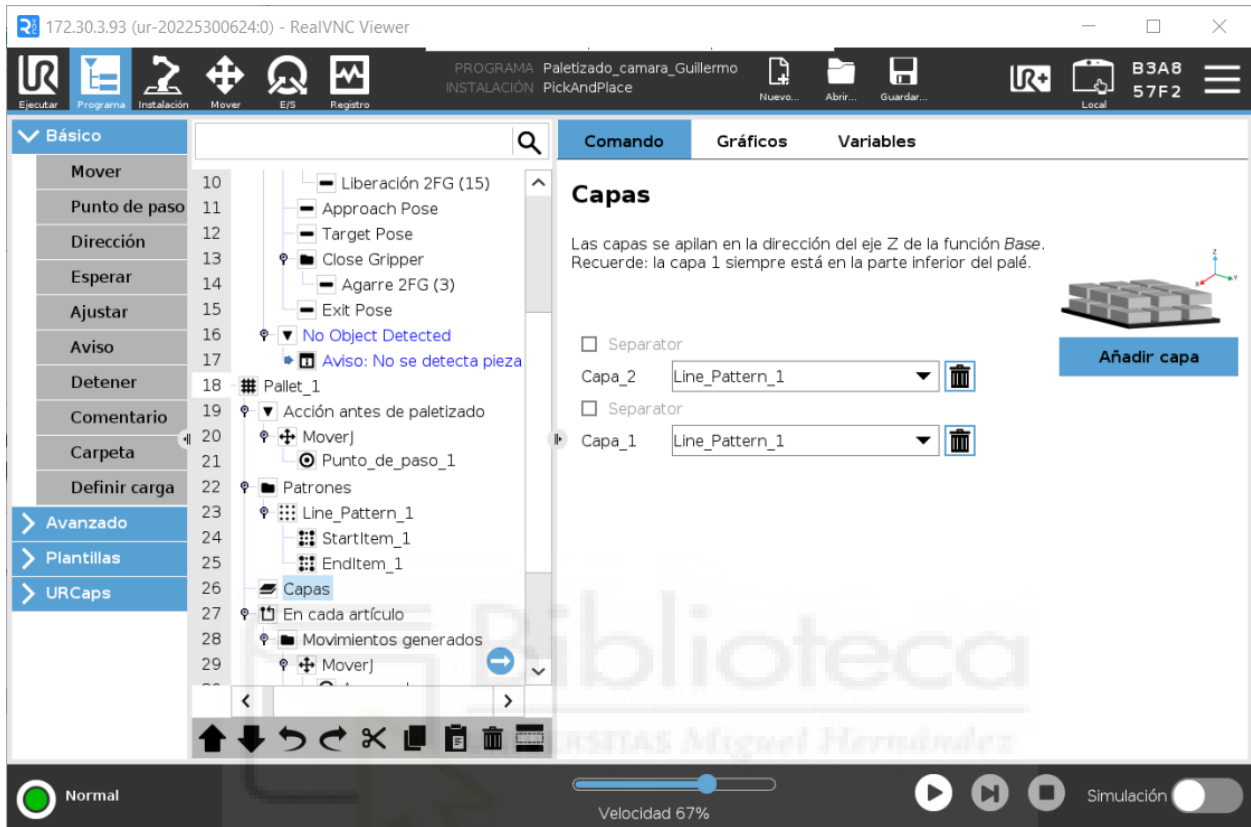 172.30.3.93 (ur-20225300624:0) - RealVNC Viewer
PROGRAMA Paletizado_camara_Guillermo
INSTALACIÓN PickAndPlace
Ejecutar Programa Instalación Mover E/S Registro
Nuevo... Abrir... Guardar...
UR+
Local
B3A8
57F2
Básico
Mover
Punto de paso
Dirección
Esperar
Ajustar
Aviso
Detener
Comentario
Carpeta
Definir carga
Avanzado
Plantillas
URCaps
10 Liberación 2FG (15)
11 Approach Pose
12 Target Pose
13 Close Gripper
14 Agarre 2FG (3)
15 Exit Pose
16 No Object Detected
17 Aviso: No se detecta pieza
18 Pallet_1
19 Acción antes de paletizado
20 MoverJ
21 Punto_de_paso_1
22 Patrones
23 Line_Pattern_1
24 StartItem_1
25 EndItem_1
26 Capas
27 En cada artículo
28 Movimientos generados
29 MoverJ
Comando Gráficos Variables
Capas
Las capas se apilan en la dirección del eje Z de la función Base.
Recuerde: la capa 1 siempre está en la parte inferior del palé.
Separator
Capa_2 Line_Pattern_1
Separator
Capa_1 Line_Pattern_1
Añadir capa
Biblioteca
UNIVERSITAS Miguel Hernández
Normal
Velocidad 67%
Simulación